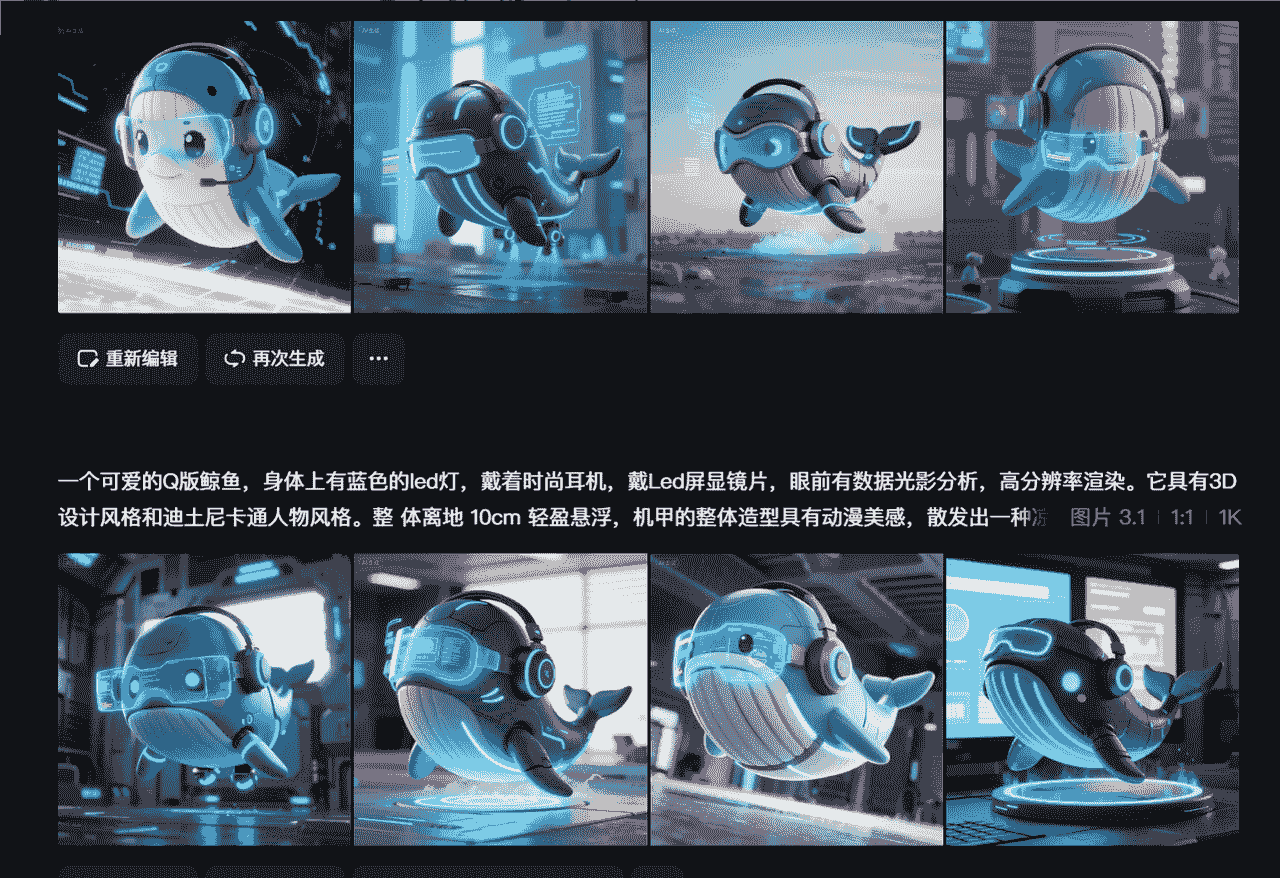 重新编辑
再次生成
一个可爱的Q版鲸鱼，身体上有蓝色的led灯，戴着时尚耳机，戴Led屏显镜片，眼前有数据光影分析，高分辨率渲染。它具有3D
设计风格和迪士尼卡通人物风格。整 体离地 10cm 轻盈悬浮，机甲的整体造型具有动漫美感，散发出一种 图片 3.1 | 1:1 | 1K